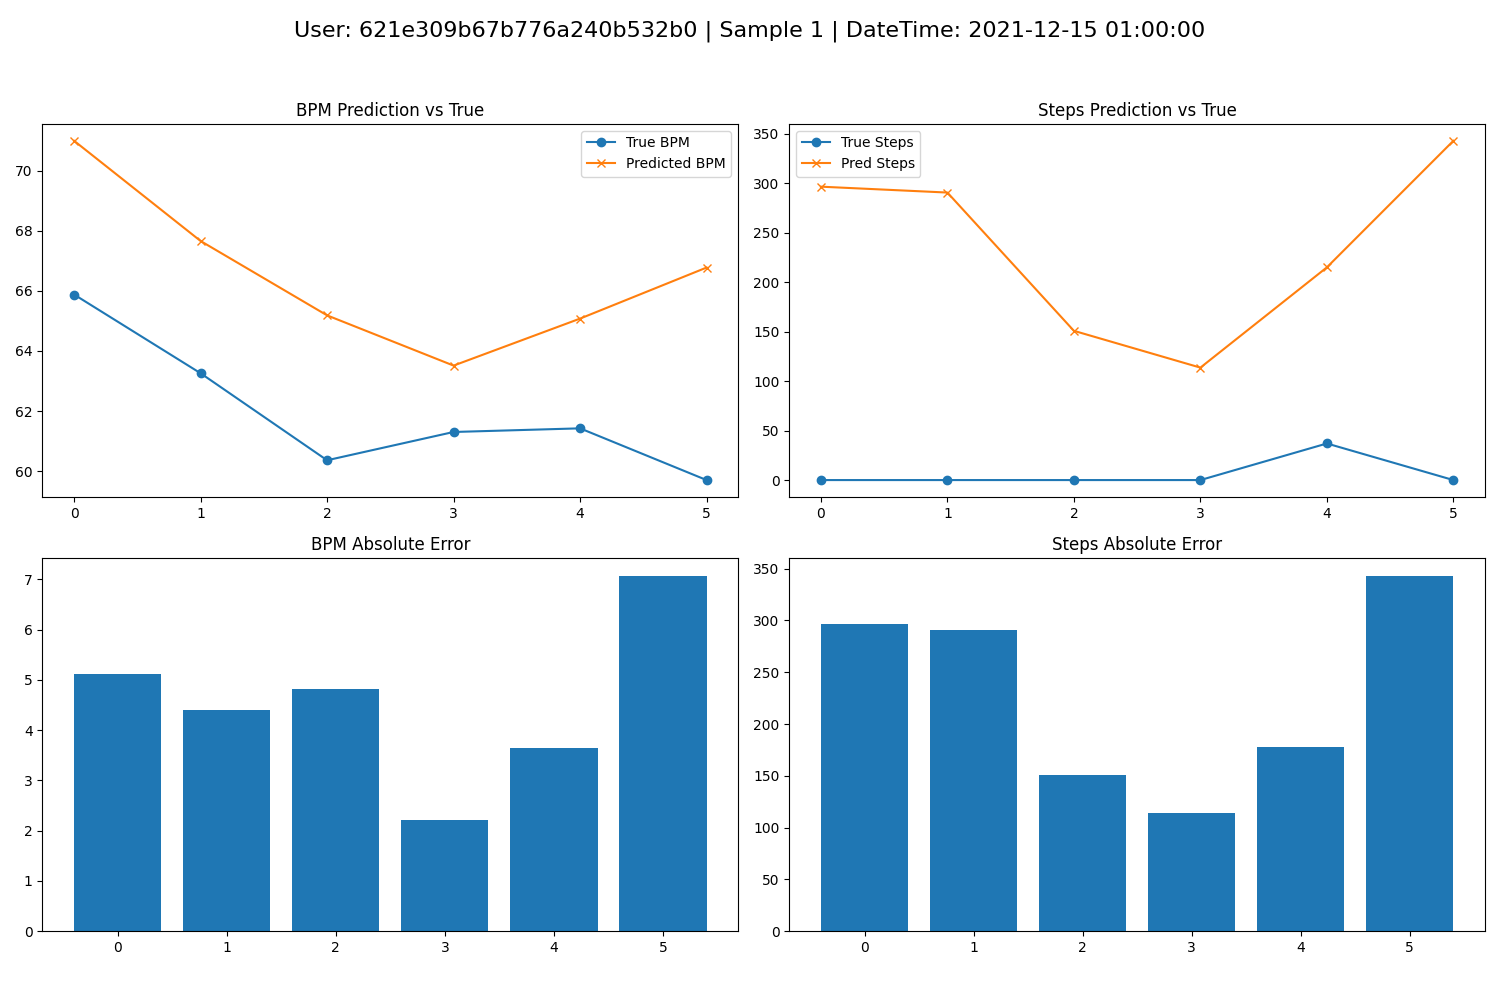 User: 621e309b67b776a240b532b0 | Sample 1 | DateTime: 2021-12-15 01:00:00
BPM Prediction vs True
True BPM
Predicted BPM
70
68
66
64
62
60
0 1 2 3 4 5
Steps Prediction vs True
True Steps
Pred Steps
350
300
250
200
150
100
50
0
0 1 2 3 4 5
BPM Absolute Error
7
6
5
4
3
2
1
0
0 1 2 3 4 5
Steps Absolute Error
350
300
250
200
150
100
50
0
0 1 2 3 4 5